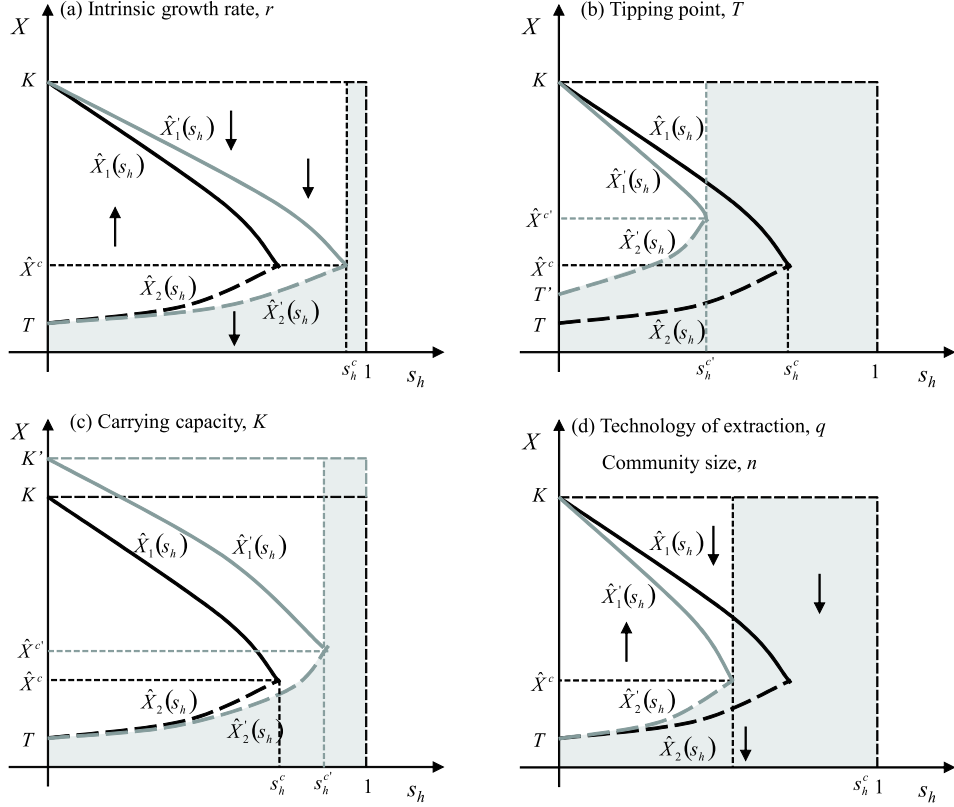 (a) Intrinsic growth rate, r
X
K
X̂₁'(sₕ)
X̂₁(sₕ)
X̂ᶜ
X̂₂(sₕ)
X̂₂'(sₕ)
T
sₕᶜ 1
sₕ
(b) Tipping point, T
X
K
X̂₁(sₕ)
X̂₁'(sₕ)
X̂ᶜ'
X̂₂'(sₕ)
X̂ᶜ
T'
T
X̂₂(sₕ)
sₕᶜ' sₕᶜ 1
sₕ
(c) Carrying capacity, K
X
K'
K
X̂₁(sₕ) X̂₁'(sₕ)
X̂ᶜ'
X̂ᶜ
X̂₂(sₕ)
X̂₂'(sₕ)
T
sₕᶜ sₕᶜ' 1
sₕ
(d) Technology of extraction, q
Community size, n
X
K
X̂₁(sₕ)
X̂₁'(sₕ)
X̂ᶜ
X̂₂'(sₕ)
T
X̂₂(sₕ)
sₕᶜ 1
sₕ